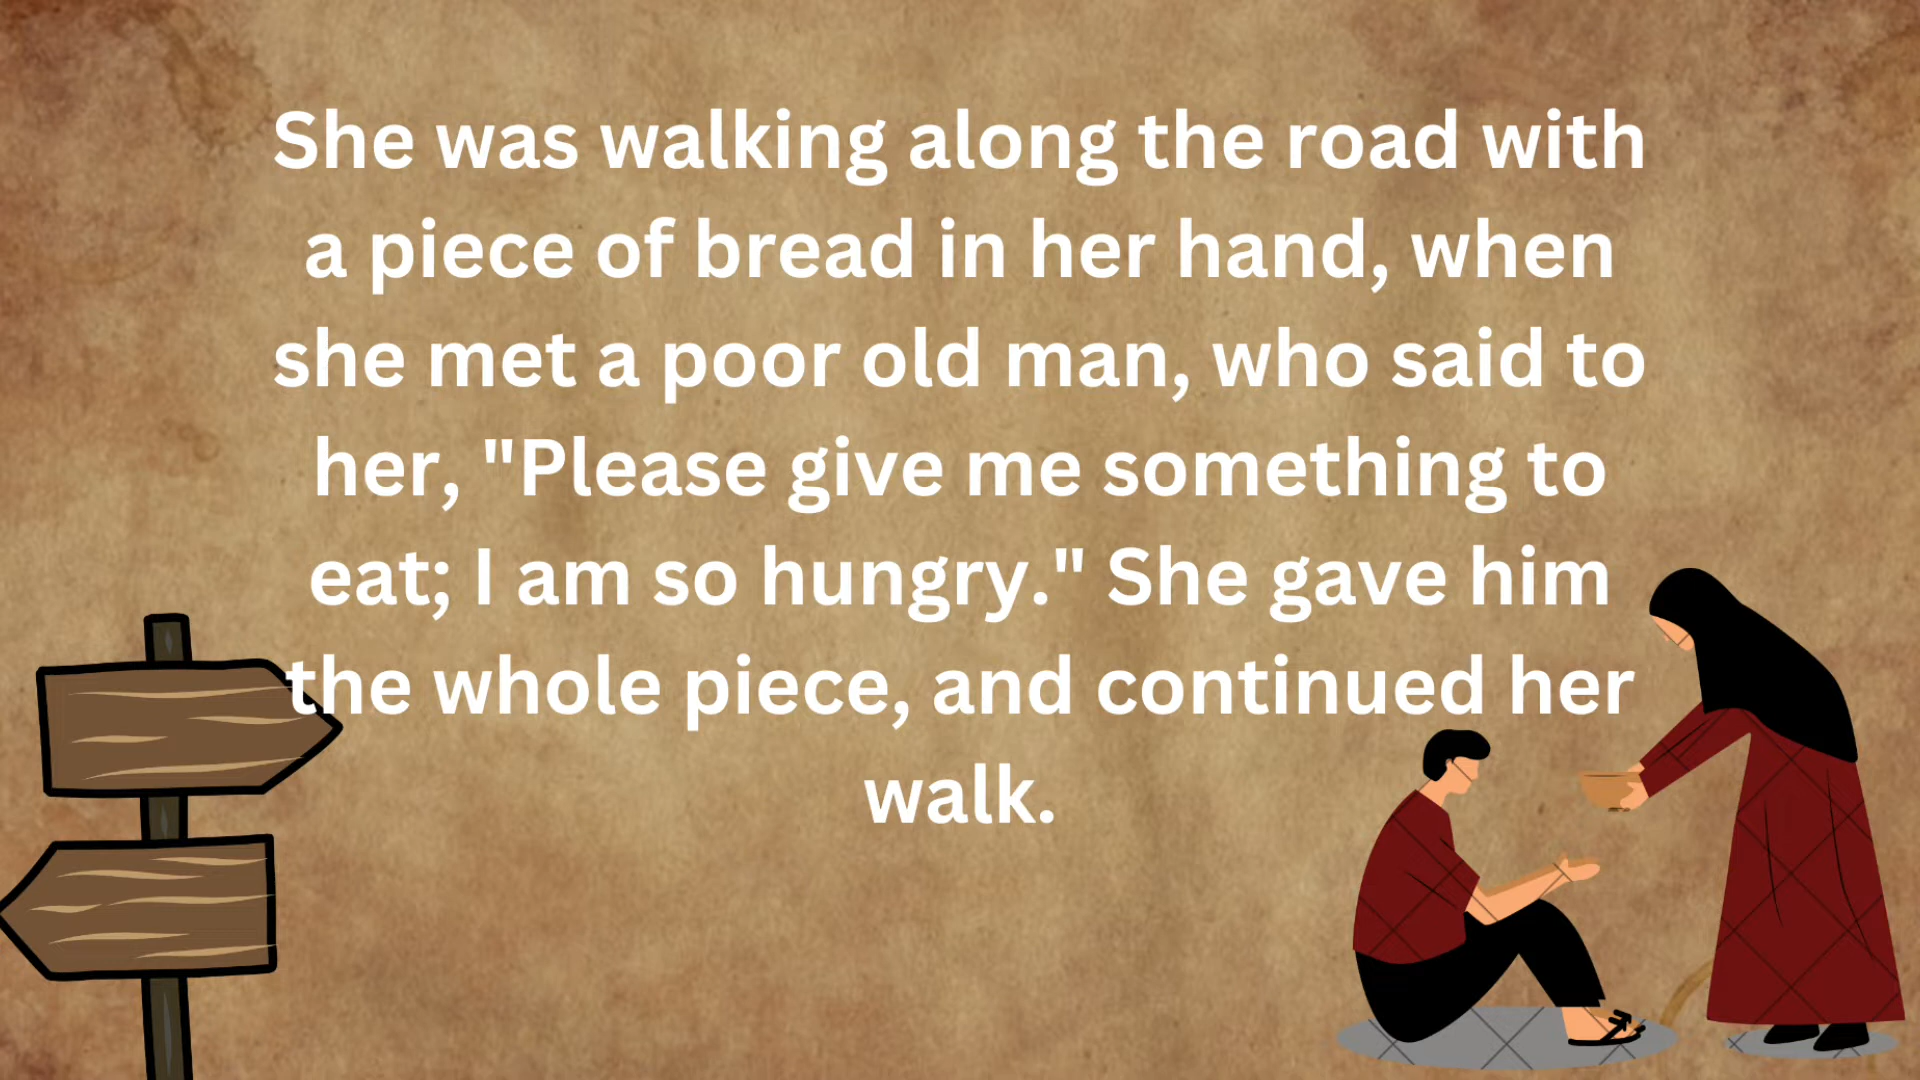 She was walking along the road with
a piece of bread in her hand, when
she met a poor old man, who said to
her, "Please give me something to
eat; I am so hungry." She gave him
the whole piece, and continued her
walk.